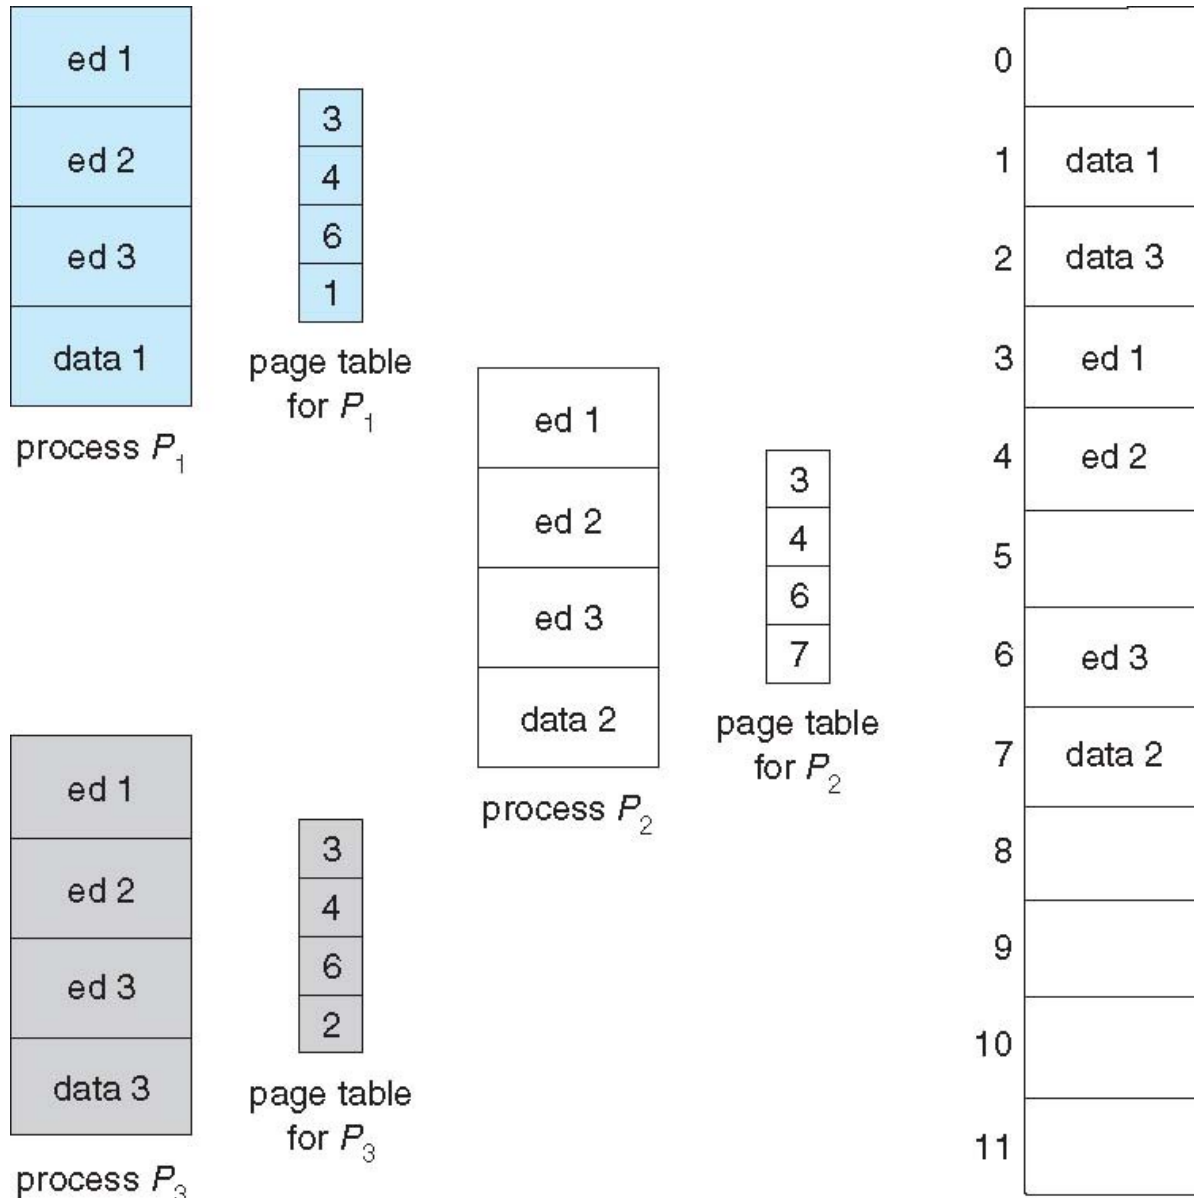 ed 1
ed 2
ed 3
data 1
process P1
3
4
6
1
page table
for P1
ed 1
ed 2
ed 3
data 2
process P2
3
4
6
7
page table
for P2
ed 1
ed 2
ed 3
data 3
process P3
3
4
6
2
page table
for P3
0
1 data 1
2 data 3
3 ed 1
4 ed 2
5
6 ed 3
7 data 2
8
9
10
11